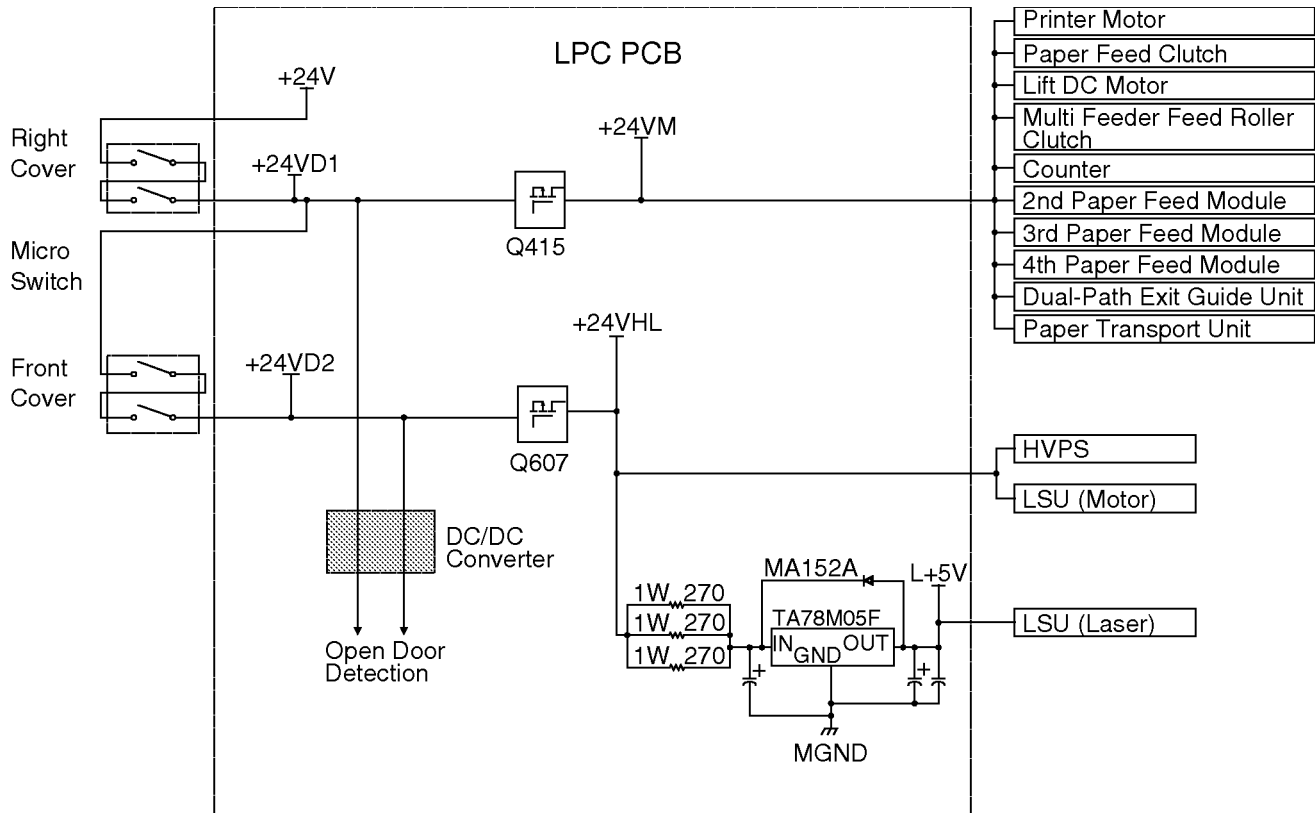 LPC PCB
+24V
Right
Cover
+24VD1
+24VM
Q415
Micro
Switch
Front
Cover
+24VD2
+24VHL
Q607
DC/DC
Converter
Open Door
Detection
1W 270
1W 270
1W 270
MA152A
TA78M05F
IN
GND
OUT
L+5V
MGND
Printer Motor
Paper Feed Clutch
Lift DC Motor
Multi Feeder Feed Roller
Clutch
Counter
2nd Paper Feed Module
3rd Paper Feed Module
4th Paper Feed Module
Dual-Path Exit Guide Unit
Paper Transport Unit
HVPS
LSU (Motor)
LSU (Laser)